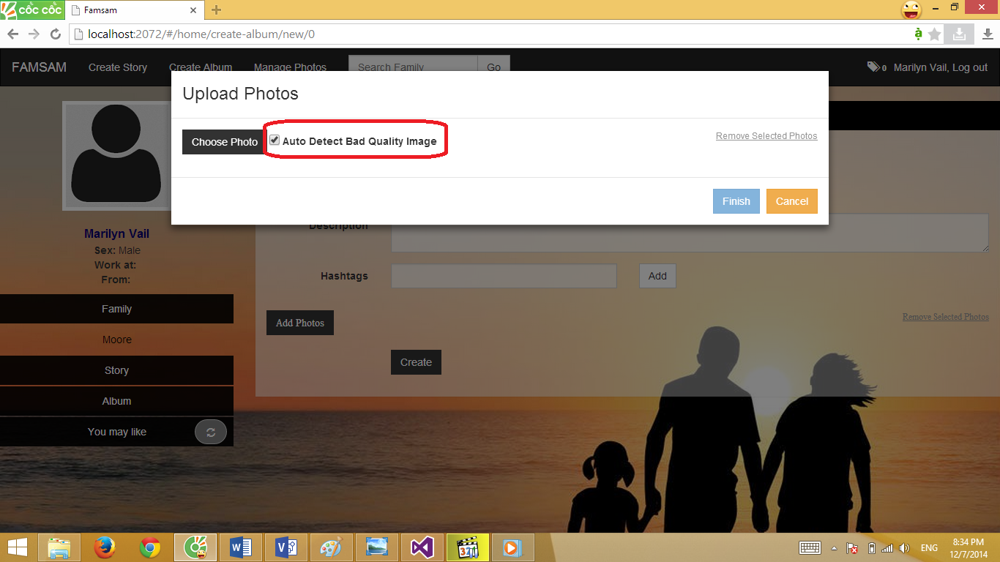 cốc cốc
Famsam
localhost:2072/#/home/create-album/new/0
FAMSAM Create Story Create Album Manage Photos Search Family Go 0 Marilyn Vail, Log out
Upload Photos
Choose Photo Auto Detect Bad Quality Image Remove Selected Photos
Finish Cancel
Description
Marilyn Vail
Sex: Male
Work at:
From:
Hashtags Add
Family
Add Photos Remove Selected Photos
Moore
Create
Story
Album
You may like
ENG
8:34 PM
12/7/2014
321